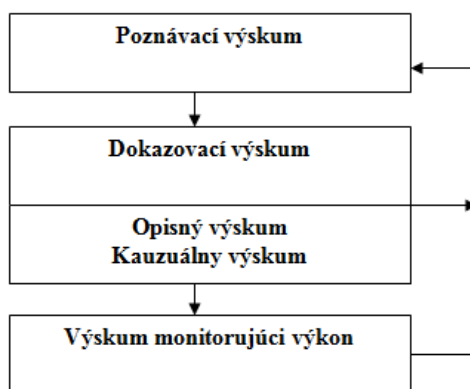 Poznávací výskum
Dokazovací výskum
Opisný výskum
Kauzuálny výskum
Výskum monitorujúci výkon